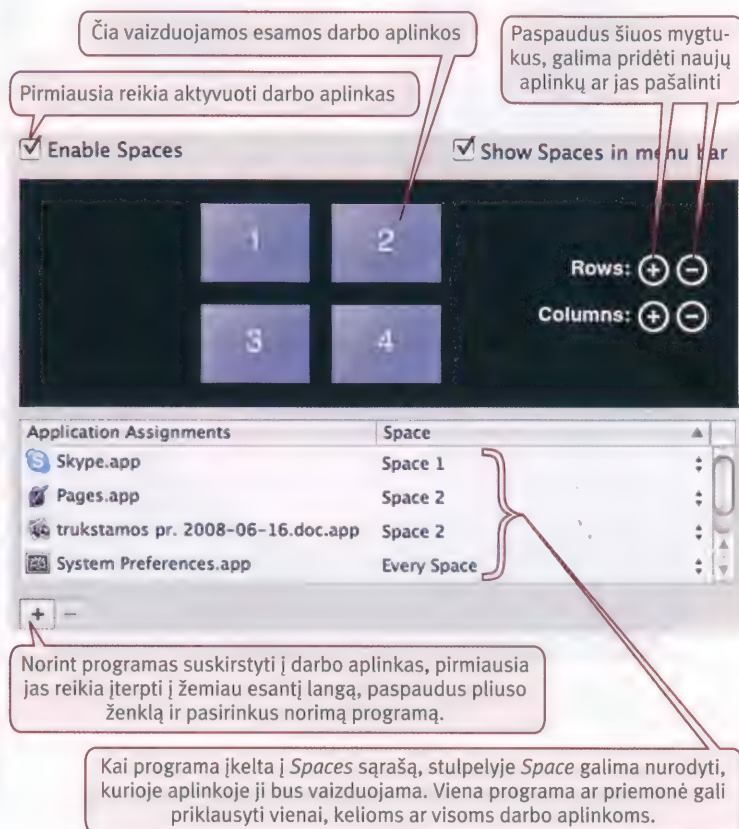 Čia vaizduojamos esamos darbo aplinkos
Paspaudus šiuos mygtu-
kus, galima pridėti naujų
aplinkų ar jas pašalinti
Pirmiausia reikia aktyvuoti darbo aplinkas
Enable Spaces
Show Spaces in menu bar
1
2
Rows:
Columns:
3
4
Application Assignments
Space
Skype.app
Space 1
Pages.app
Space 2
trukstamos pr. 2008-06-16.doc.app
Space 2
System Preferences.app
Every Space
+ −
Norint programas suskirstyti į darbo aplinkas, pirmiausia
jas reikia įterpti į žemiau esantį langą, paspaudus pliuso
ženklą ir pasirinkus norimą programą.
Kai programa įkelta į Spaces sąrašą, stulpelyje Space galima nurodyti,
kurioje aplinkoje ji bus vaizduojama. Viena programa ar priemonė gali
priklausyti vienai, kelioms ar visoms darbo aplinkoms.